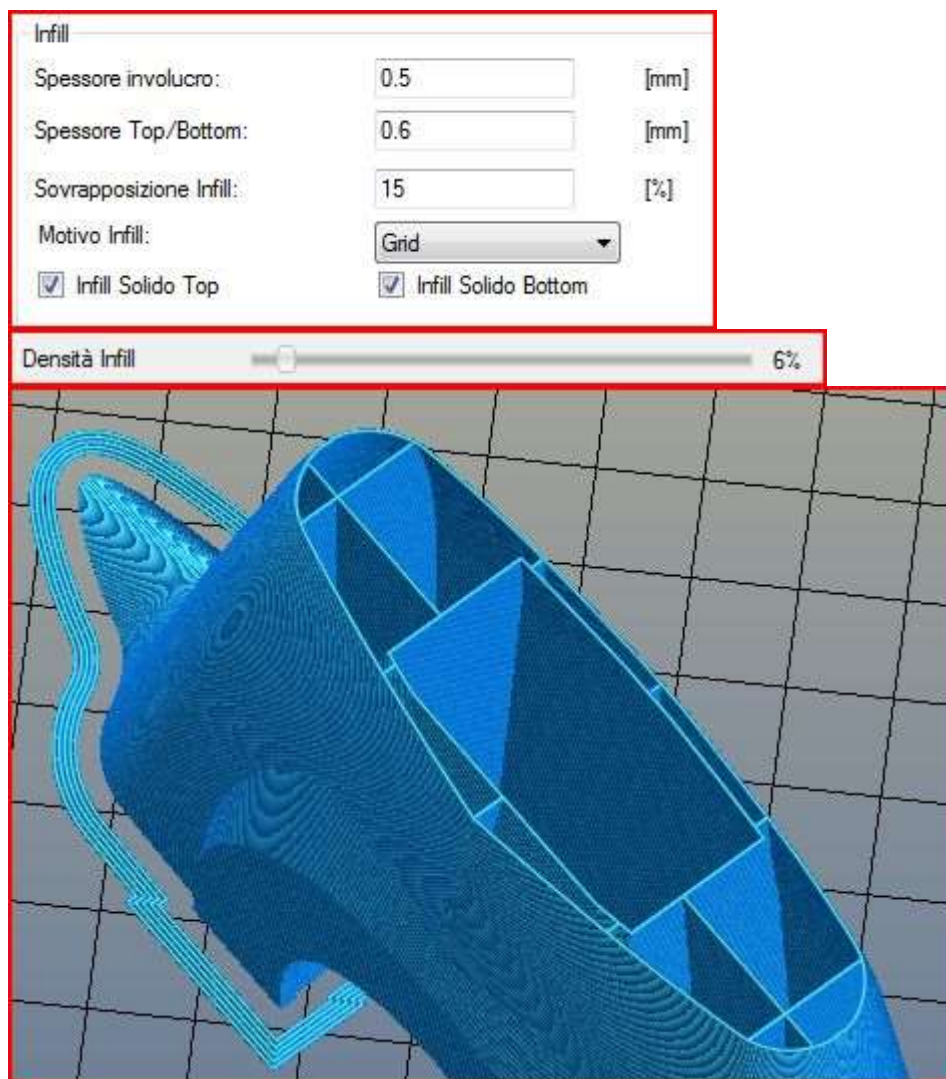 Infill
Spessore involucro: 0.5 [mm]
Spessore Top/Bottom: 0.6 [mm]
Sovrapposizione Infill: 15 [%]
Motivo Infill: Grid
Infill Solido Top Infill Solido Bottom
Densità Infill 6%